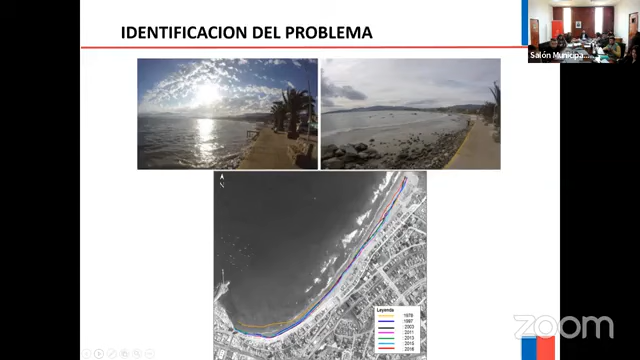 IDENTIFICACION DEL PROBLEMA
Salón Municipa...
N
Leyenda
1978
1997
2003
2011
2013
2015
2016
zoom